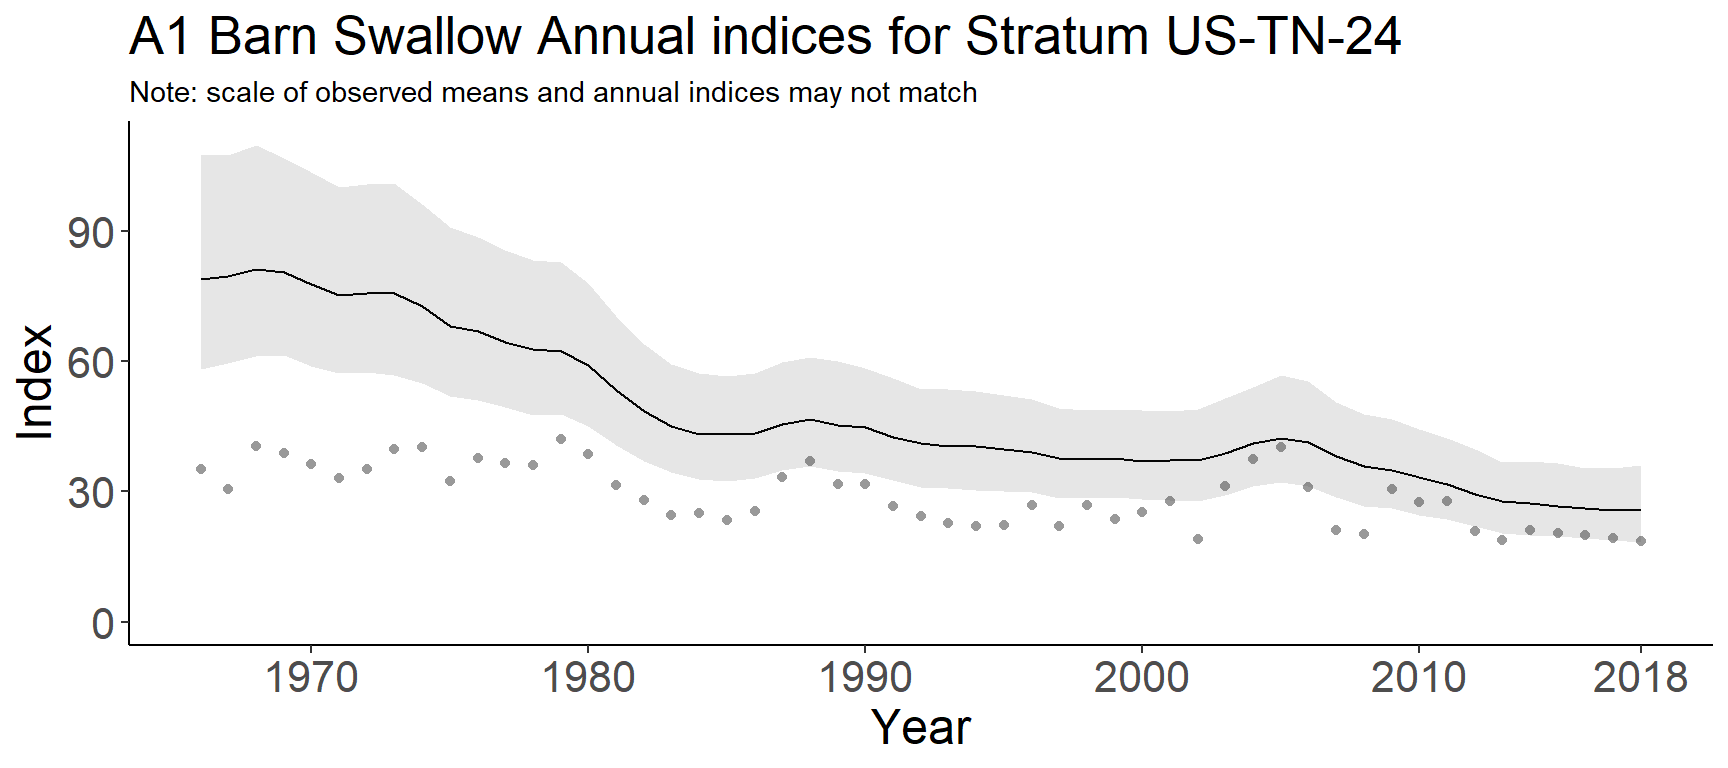 A1 Barn Swallow Annual indices for Stratum US-TN-24
Note: scale of observed means and annual indices may not match
90
60
30
0
Index
1970 1980 1990 2000 2010 2018
Year